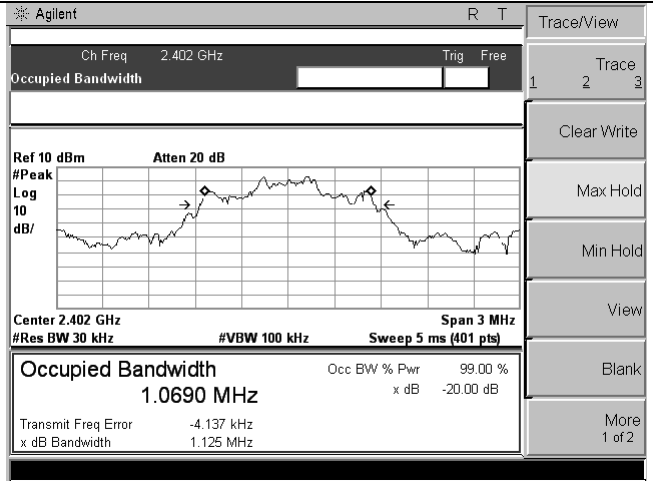 Agilent R T
Ch Freq 2.402 GHz Trig Free
Occupied Bandwidth
Ref 10 dBm Atten 20 dB
#Peak
Log
10
dB/
Center 2.402 GHz Span 3 MHz
#Res BW 30 kHz #VBW 100 kHz Sweep 5 ms (401 pts)
Occupied Bandwidth
1.0690 MHz
Occ BW % Pwr 99.00 %
x dB -20.00 dB
Transmit Freq Error -4.137 kHz
x dB Bandwidth 1.125 MHz
Trace/View
Trace
1 2 3
Clear Write
Max Hold
Min Hold
View
Blank
More
1 of 2